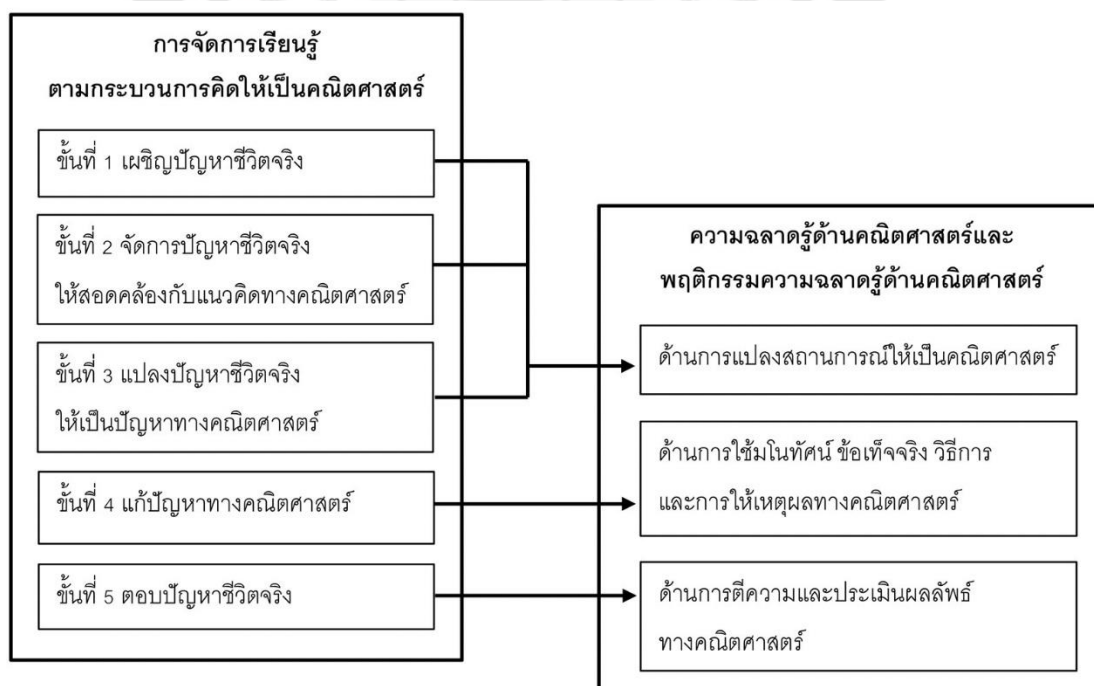 การจัดการเรียนรู้
ตามกระบวนการคิดให้เป็นคณิตศาสตร์
ขั้นที่ 1 เผชิญปัญหาชีวิตจริง
ขั้นที่ 2 จัดการปัญหาชีวิตจริง
ให้สอดคล้องกับแนวคิดทางคณิตศาสตร์
ขั้นที่ 3 แปลงปัญหาชีวิตจริง
ให้เป็นปัญหาทางคณิตศาสตร์
ขั้นที่ 4 แก้ปัญหาทางคณิตศาสตร์
ขั้นที่ 5 ตอบปัญหาชีวิตจริง
ความฉลาดรู้ด้านคณิตศาสตร์และ
พฤติกรรมความฉลาดรู้ด้านคณิตศาสตร์
ด้านการแปลงสถานการณ์ให้เป็นคณิตศาสตร์
ด้านการใช้มโนทัศน์ ข้อเท็จจริง วิธีการ
และการให้เหตุผลทางคณิตศาสตร์
ด้านการตีความและประเมินผลลัพธ์
ทางคณิตศาสตร์